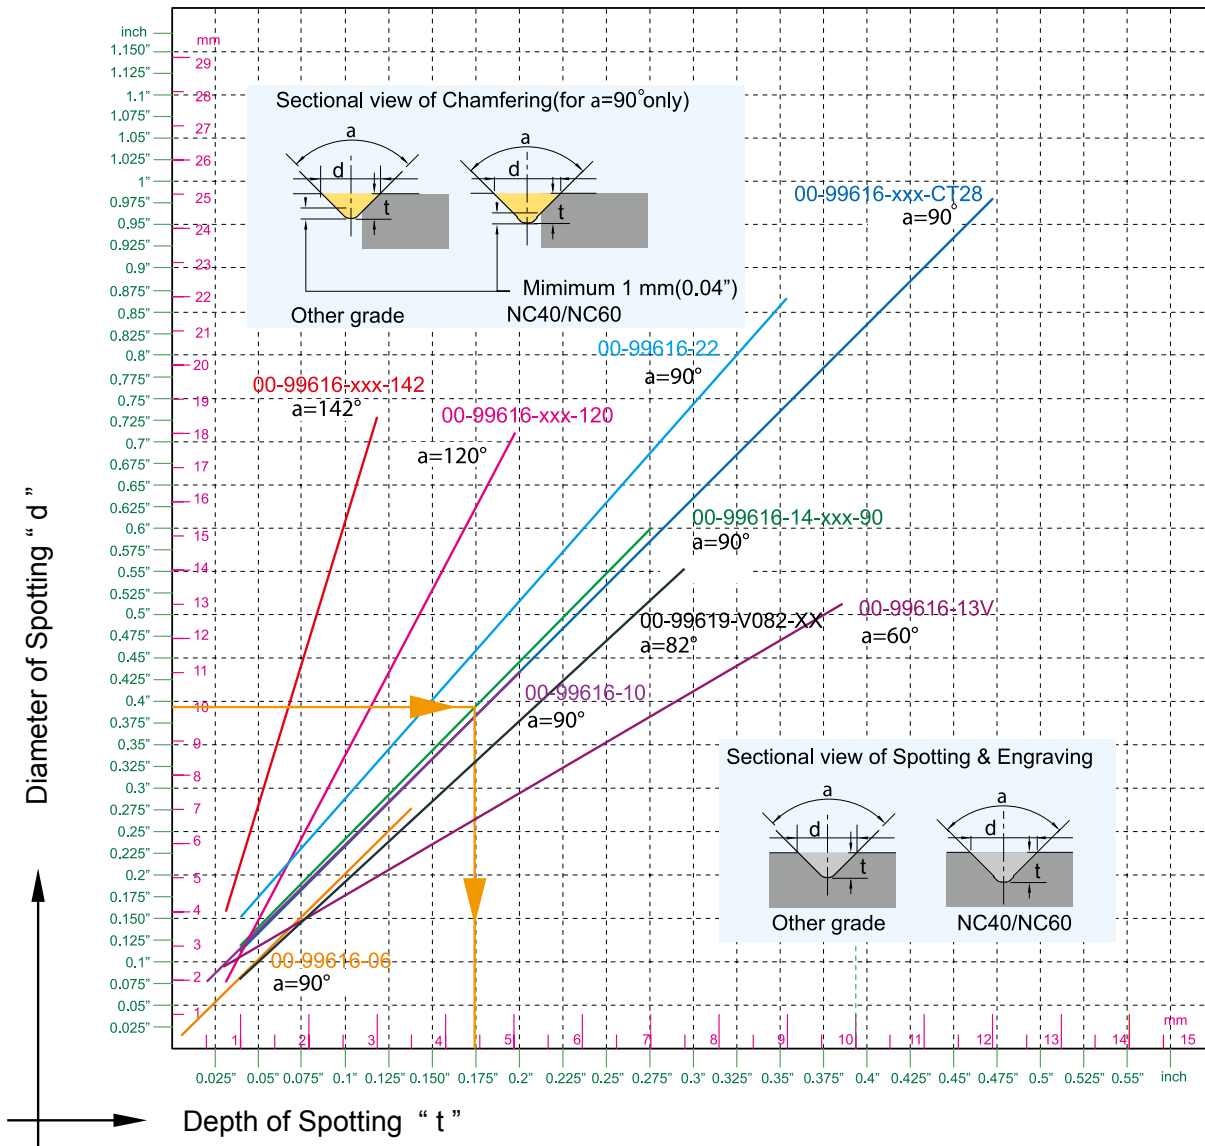 inch
mm
1.150”
1.125”
1.1”
1.075”
1.05”
1.025”
1”
0.975”
0.95”
0.925”
0.9”
0.875”
0.85”
0.825”
0.8”
0.775”
0.75”
0.725”
0.7”
0.675”
0.65”
0.625”
0.6”
0.575”
0.55”
0.525”
0.5”
0.475”
0.45”
0.425”
0.4”
0.375”
0.35”
0.325”
0.3”
0.275”
0.25”
0.225”
0.2”
0.175”
0.150”
0.125”
0.1”
0.05”
0.025”
29
28
27
26
25
24
23
22
21
20
19
18
17
16
15
14
13
12
11
10
9
8
7
6
5
4
3
2
1
Diameter of Spotting “ d ”
Sectional view of Chamfering(for a=90°only)
a
d
t
a
d
t
Mimimum 1 mm(0.04”)
Other grade
NC40/NC60
00-99616-xxx-CT28
a=90°
00-99616-22
a=90°
00-99616-xxx-142
a=142°
00-99616-xxx-120
a=120°
00-99616-14-xxx-90
a=90°
00-99619-V082-XX
a=82°
00-99616-13V
a=60°
00-99616-10
a=90°
00-99616-06
a=90°
Sectional view of Spotting & Engraving
a
d
t
a
d
t
Other grade
NC40/NC60
1 2 3 4 5 6 7 8 9 10 11 12 13 14 15
mm
0.025” 0.05” 0.075” 0.1” 0.125” 0.150” 0.175” 0.2” 0.225” 0.25” 0.275” 0.3” 0.325” 0.35” 0.375” 0.4” 0.425” 0.45” 0.475” 0.5” 0.525” 0.55” inch
Depth of Spotting “ t ”